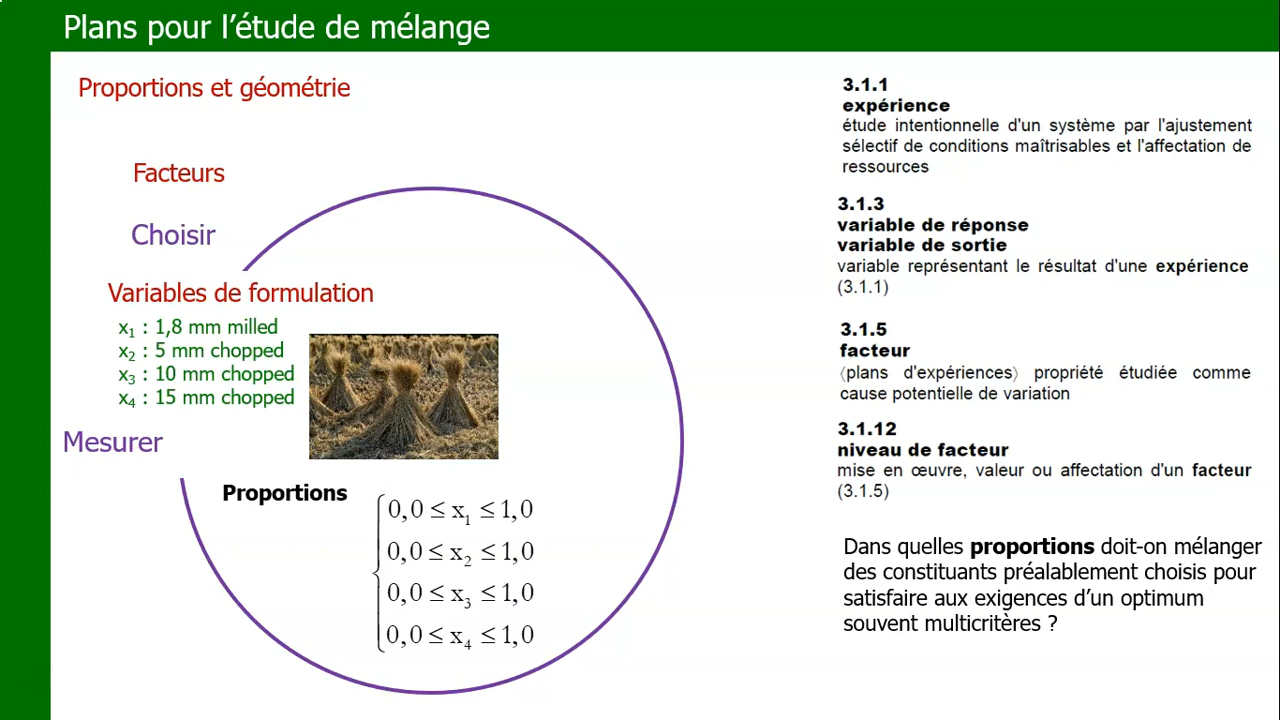 Plans pour l’étude de mélange
Proportions et géométrie
Facteurs
Choisir
Variables de formulation
x1 : 1,8 mm milled
x2 : 5 mm chopped
x3 : 10 mm chopped
x4 : 15 mm chopped
Mesurer
Proportions
0,0 ≤ x1 ≤ 1,0
0,0 ≤ x2 ≤ 1,0
0,0 ≤ x3 ≤ 1,0
0,0 ≤ x4 ≤ 1,0
3.1.1
expérience
étude intentionnelle d'un système par l'ajustement
sélectif de conditions maîtrisables et l'affectation de
ressources
3.1.3
variable de réponse
variable de sortie
variable représentant le résultat d'une expérience
(3.1.1)
3.1.5
facteur
〈plans d'expériences〉 propriété étudiée comme
cause potentielle de variation
3.1.12
niveau de facteur
mise en œuvre, valeur ou affectation d'un facteur
(3.1.5)
Dans quelles proportions doit-on mélanger
des constituants préalablement choisis pour
satisfaire aux exigences d’un optimum
souvent multicritères ?